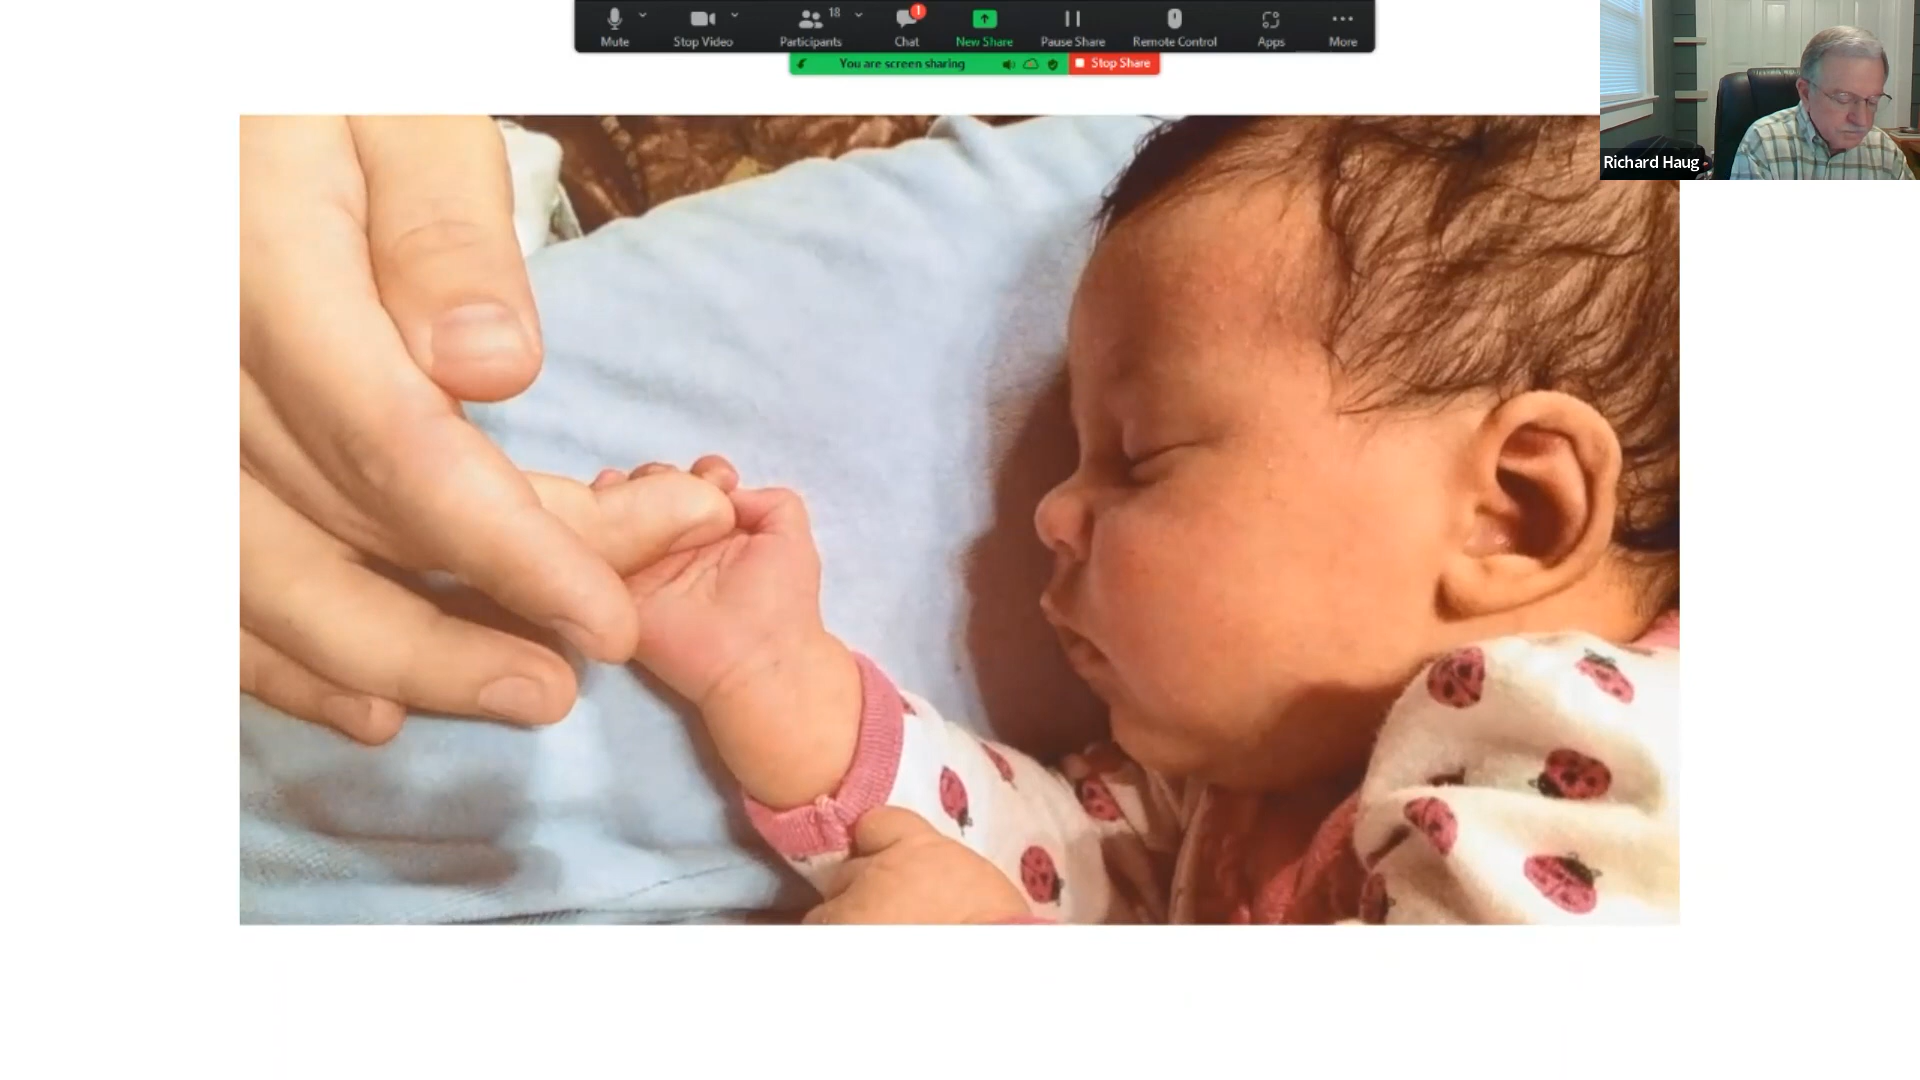 18
1
Mute
Stop Video
Participants
Chat
New Share
Pause Share
Remote Control
Apps
More
You are screen sharing
Stop Share
Richard Haug